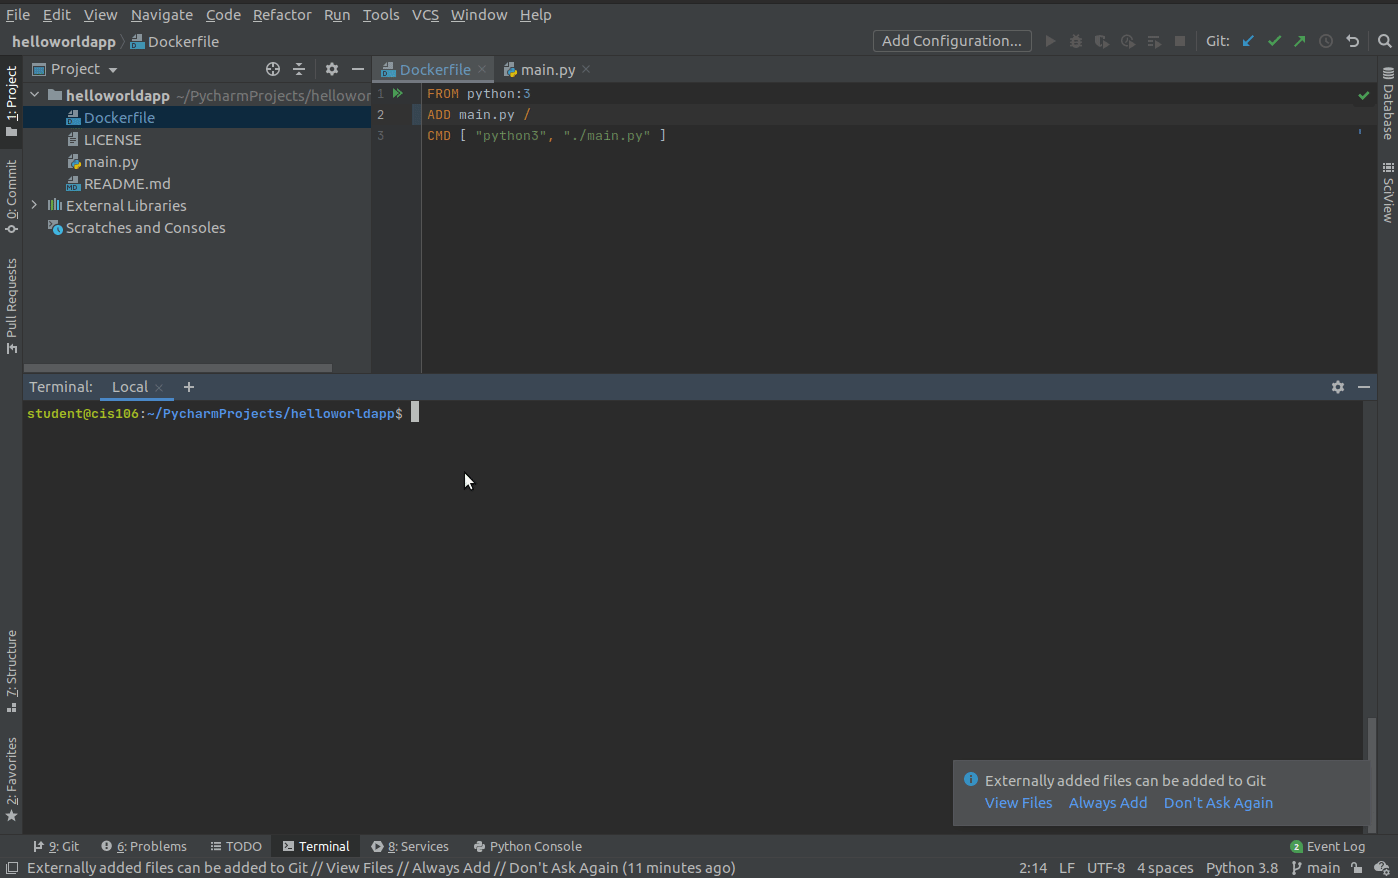 File Edit View Navigate Code Refactor Run Tools VCS Window Help
helloworldapp Dockerfile
Add Configuration...
Git:
1: Project
0: Commit
Pull Requests
7: Structure
2: Favorites
Project
helloworldapp ~/PycharmProjects/hellowor
Dockerfile
LICENSE
main.py
README.md
External Libraries
Scratches and Consoles
Dockerfile main.py
1 FROM python:3
2 ADD main.py /
3 CMD [ "python3", "./main.py" ]
Database
SciView
Terminal: Local +
student@cis106:~/PycharmProjects/helloworldapp$
Externally added files can be added to Git
View Files Always Add Don't Ask Again
9: Git 6: Problems TODO Terminal 8: Services Python Console 2 Event Log
Externally added files can be added to Git // View Files // Always Add // Don't Ask Again (11 minutes ago) 2:14 LF UTF-8 4 spaces Python 3.8 main